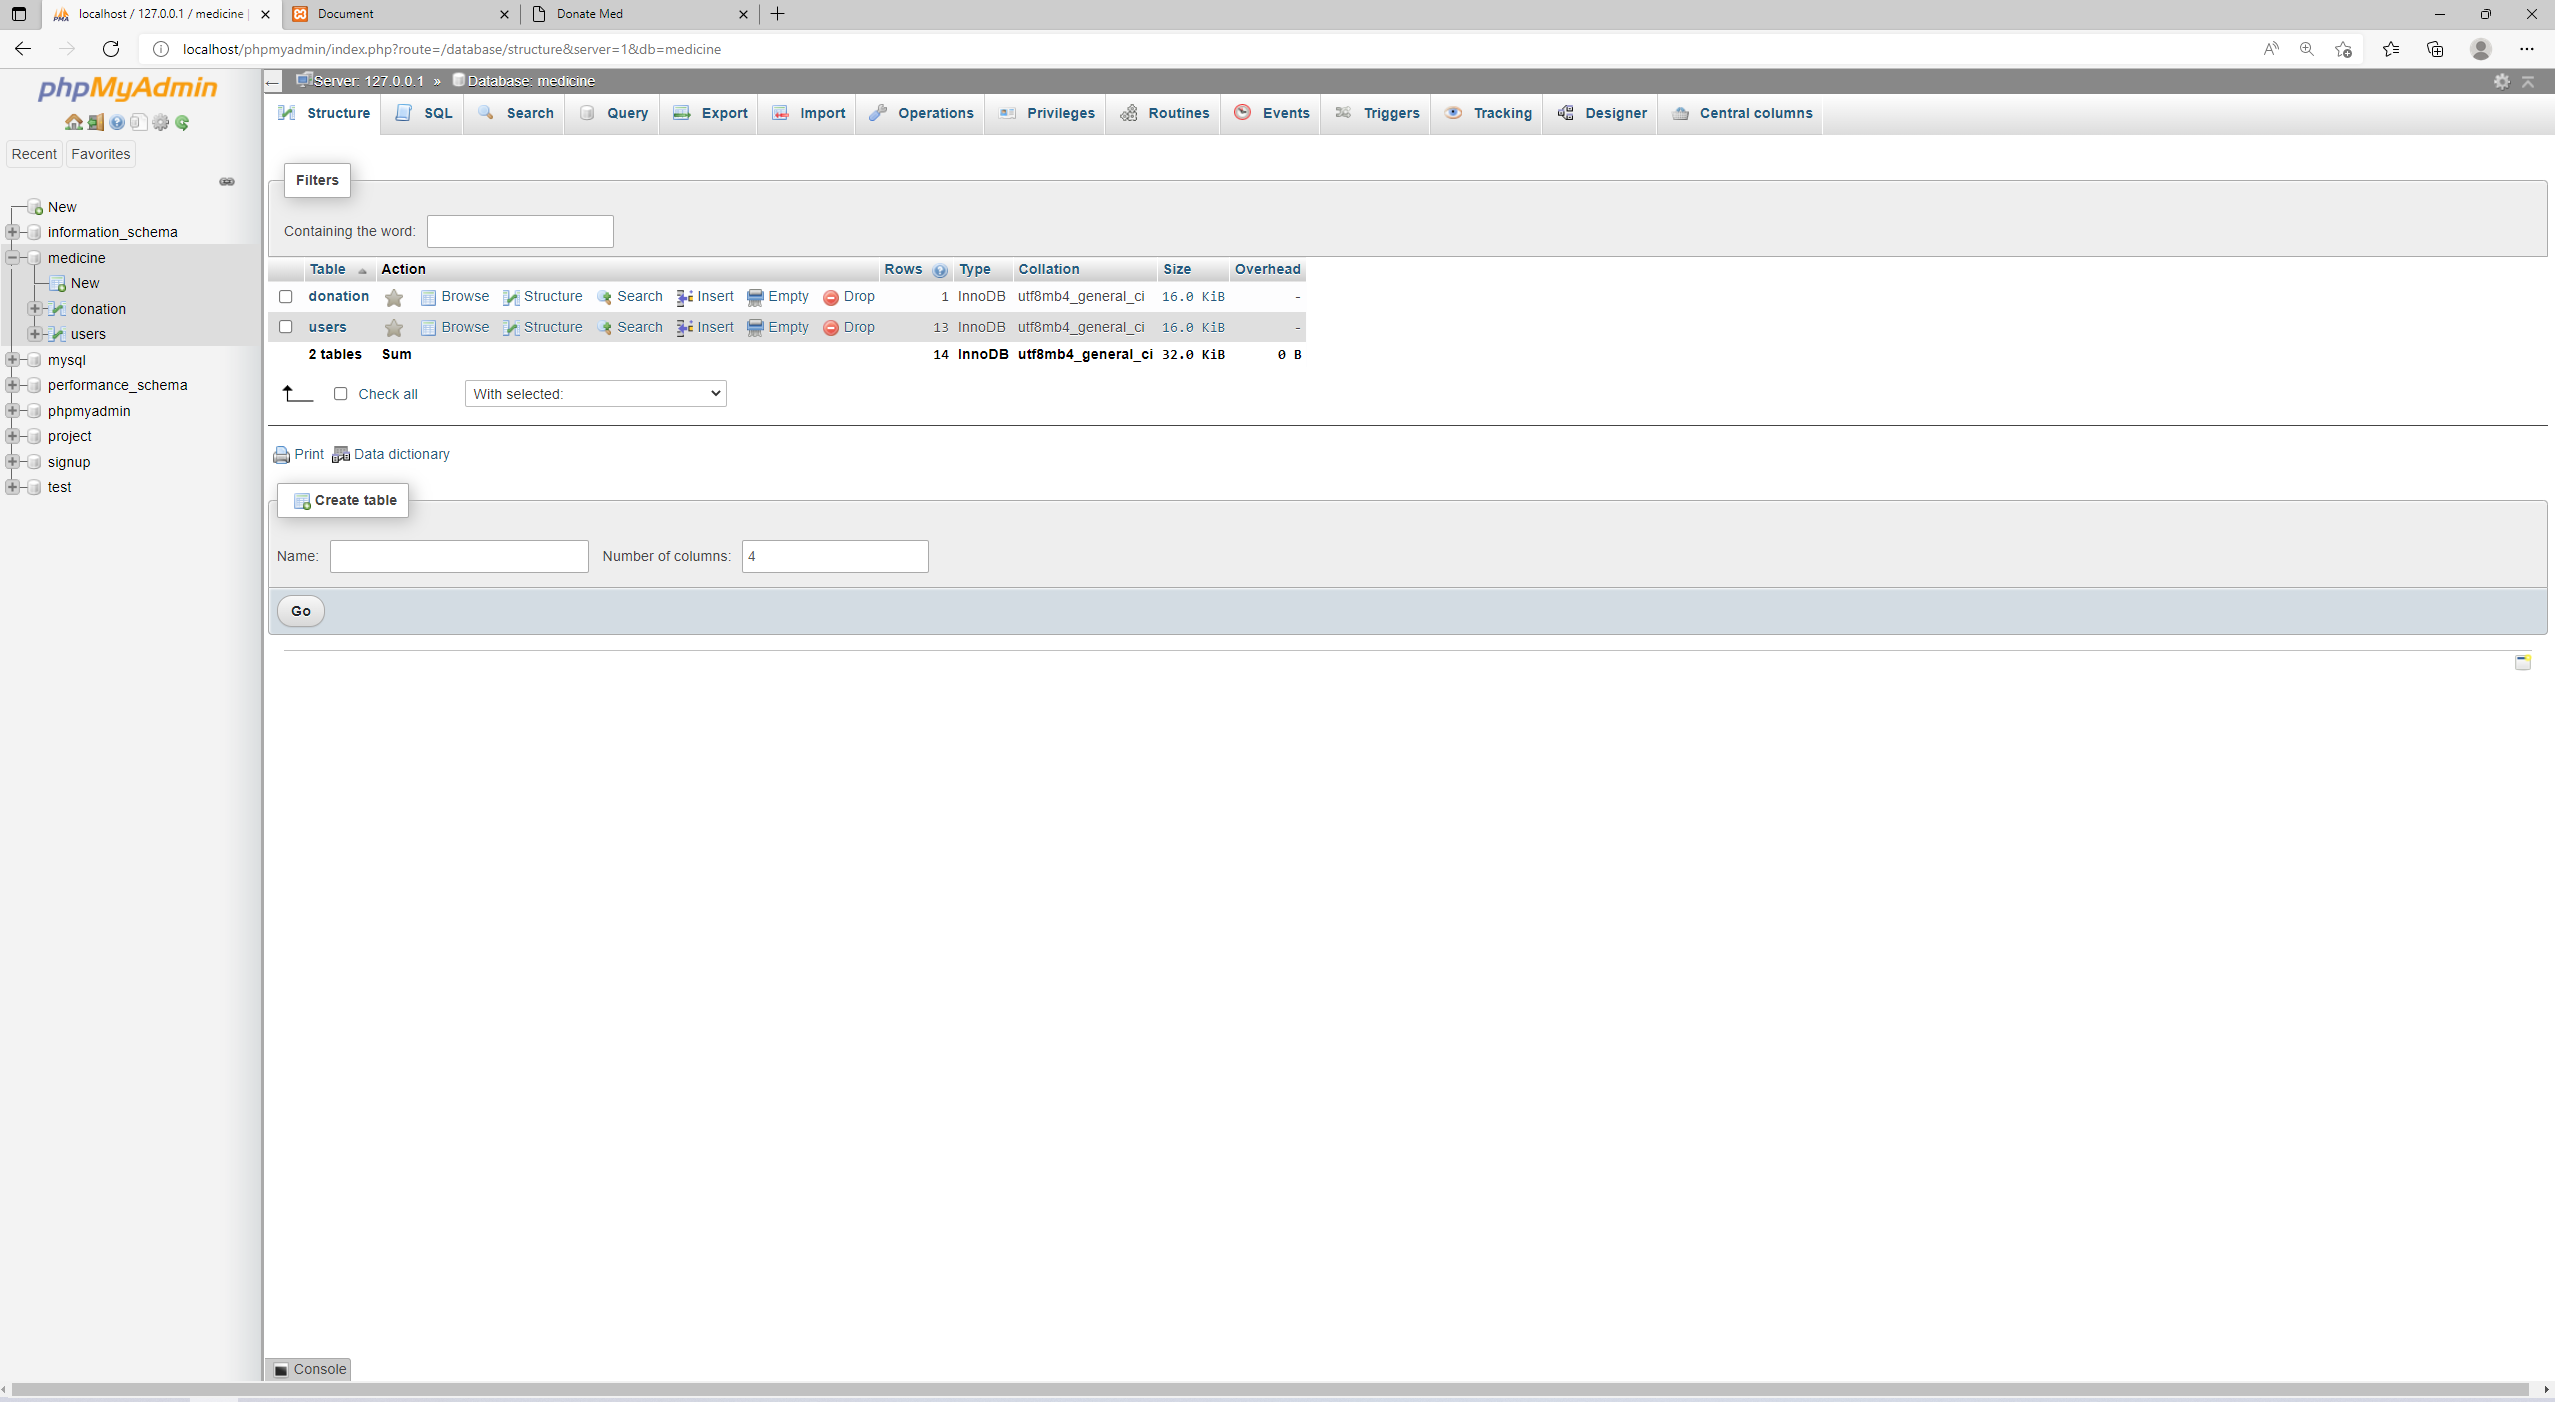 localhost / 127.0.0.1 / medicine |
Document
Donate Med
localhost/phpmyadmin/index.php?route=/database/structure&server=1&db=medicine
phpMyAdmin
Server: 127.0.0.1 » Database: medicine
Structure SQL Search Query Export Import Operations Privileges Routines Events Triggers Tracking Designer Central columns
Recent Favorites
New
information_schema
medicine
New
donation
users
mysql
performance_schema
phpmyadmin
project
signup
test
Filters
Containing the word:
Table Action Rows Type Collation Size Overhead
donation Browse Structure Search Insert Empty Drop 1 InnoDB utf8mb4_general_ci 16.0 KiB -
users Browse Structure Search Insert Empty Drop 13 InnoDB utf8mb4_general_ci 16.0 KiB -
2 tables Sum 14 InnoDB utf8mb4_general_ci 32.0 KiB 0 B
Check all With selected:
Print Data dictionary
Create table
Name: Number of columns: 4
Go
Console